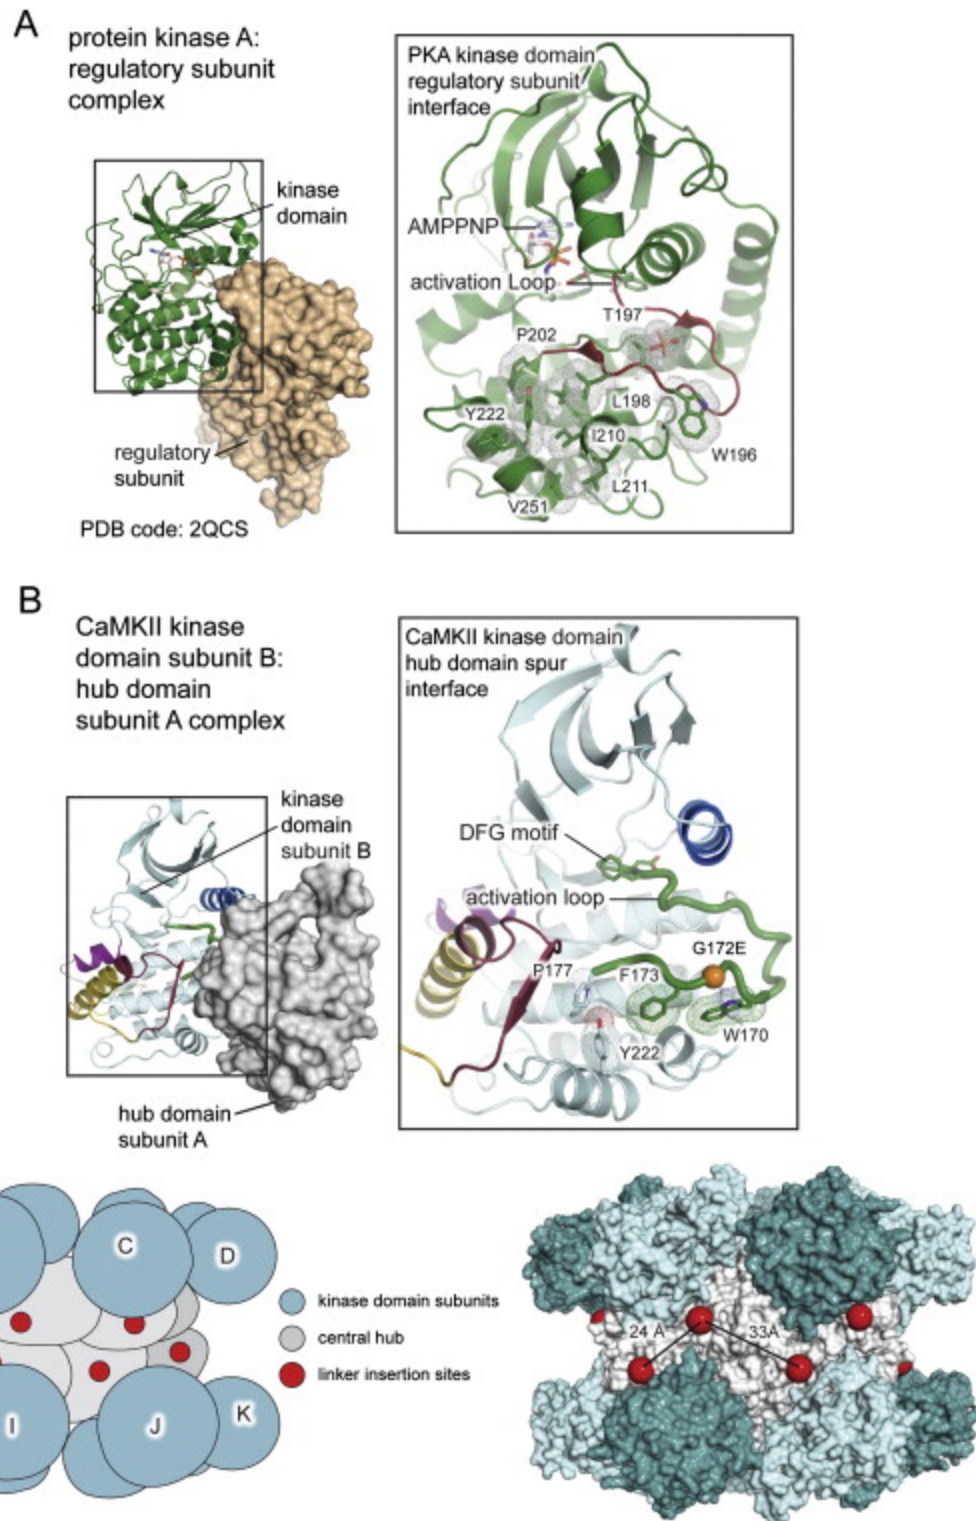 A
protein kinase A:
regulatory subunit
complex
kinase
domain
regulatory
subunit
PDB code: 2QCS
PKA kinase domain
regulatory subunit
interface
AMPPNP
activation Loop
T197
P202
Y222
L198
I210
W196
L211
V251
B
CaMKII kinase
domain subunit B:
hub domain
subunit A complex
kinase
domain
subunit B
hub domain
subunit A
CaMKII kinase domain
hub domain spur
interface
DFG motif
activation loop
G172E
P177
F173
W170
Y222
C
D
I
J
K
kinase domain subunits
central hub
linker insertion sites
24 Å
33Å